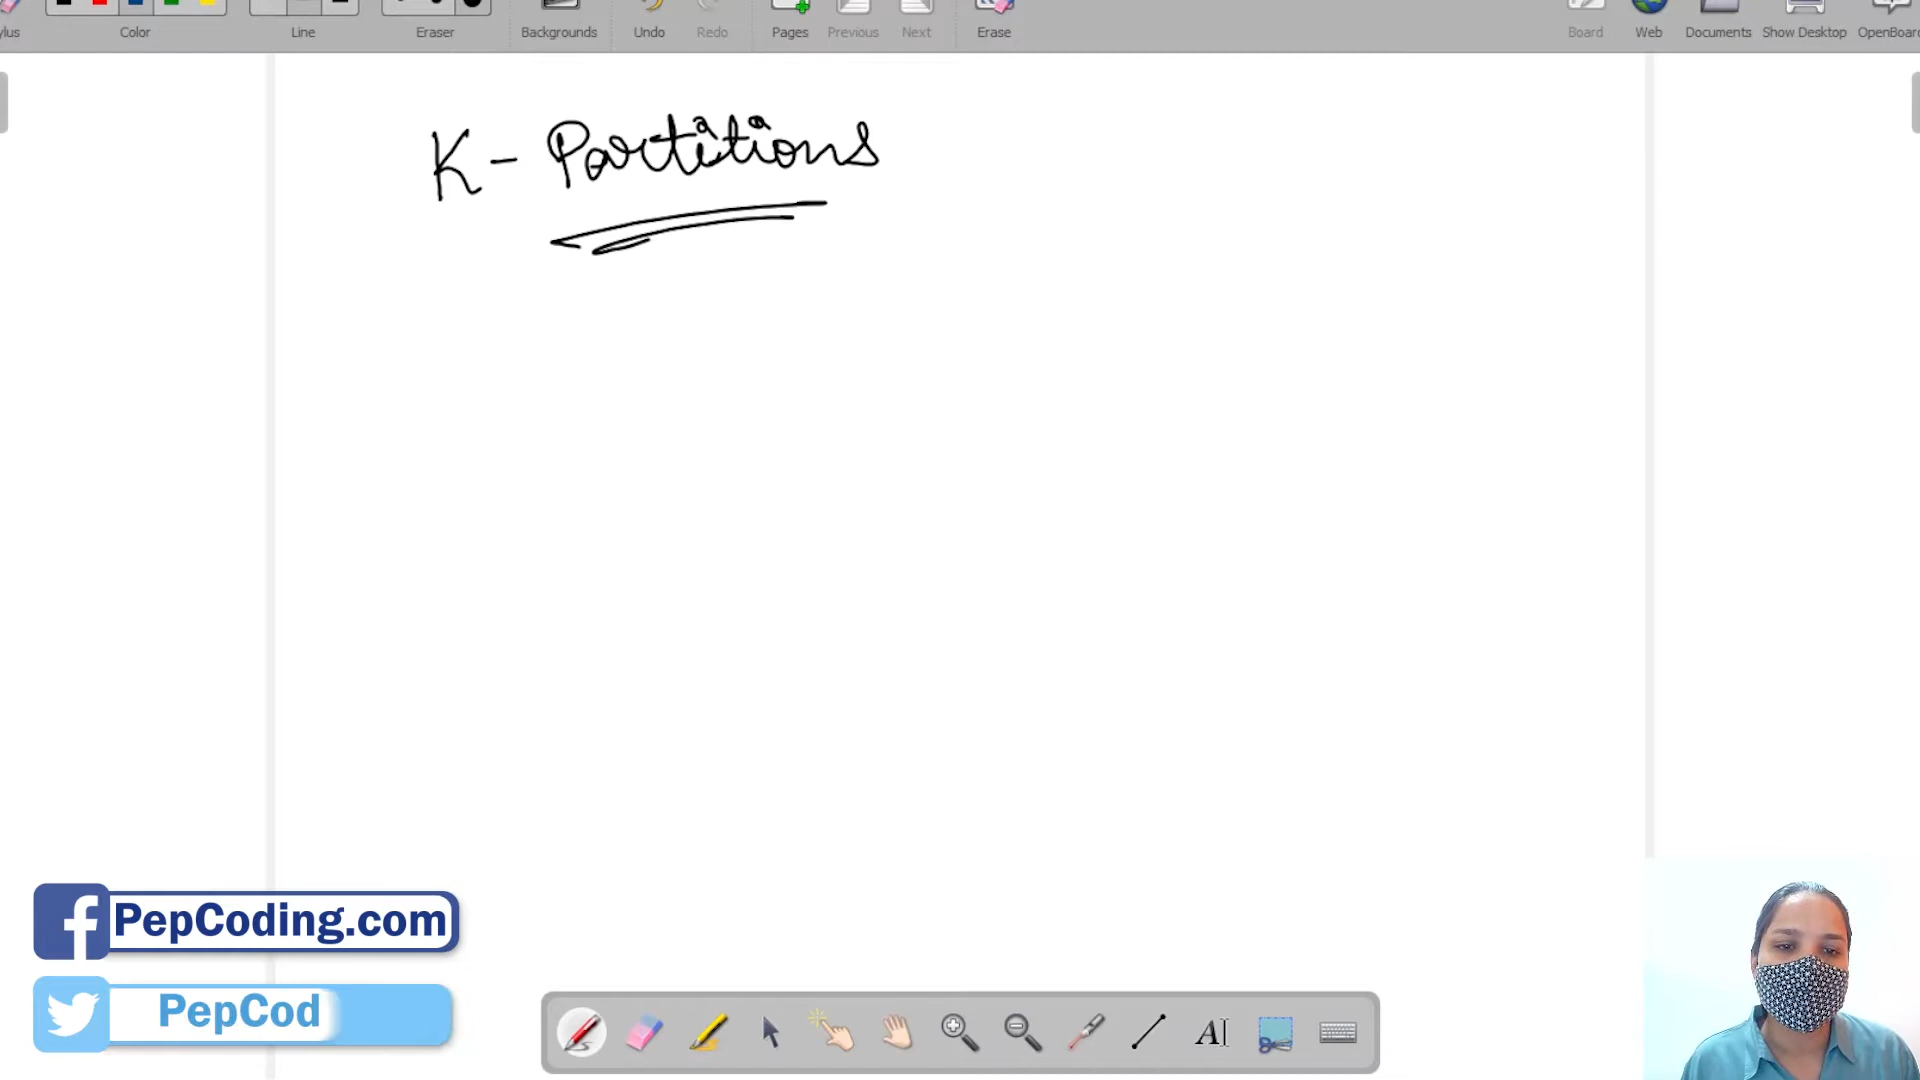 Color Line Eraser Backgrounds Undo Redo Pages Previous Next Erase Board Web Documents Show Desktop
K - Partitions
PepCoding.com
PepCod
AI